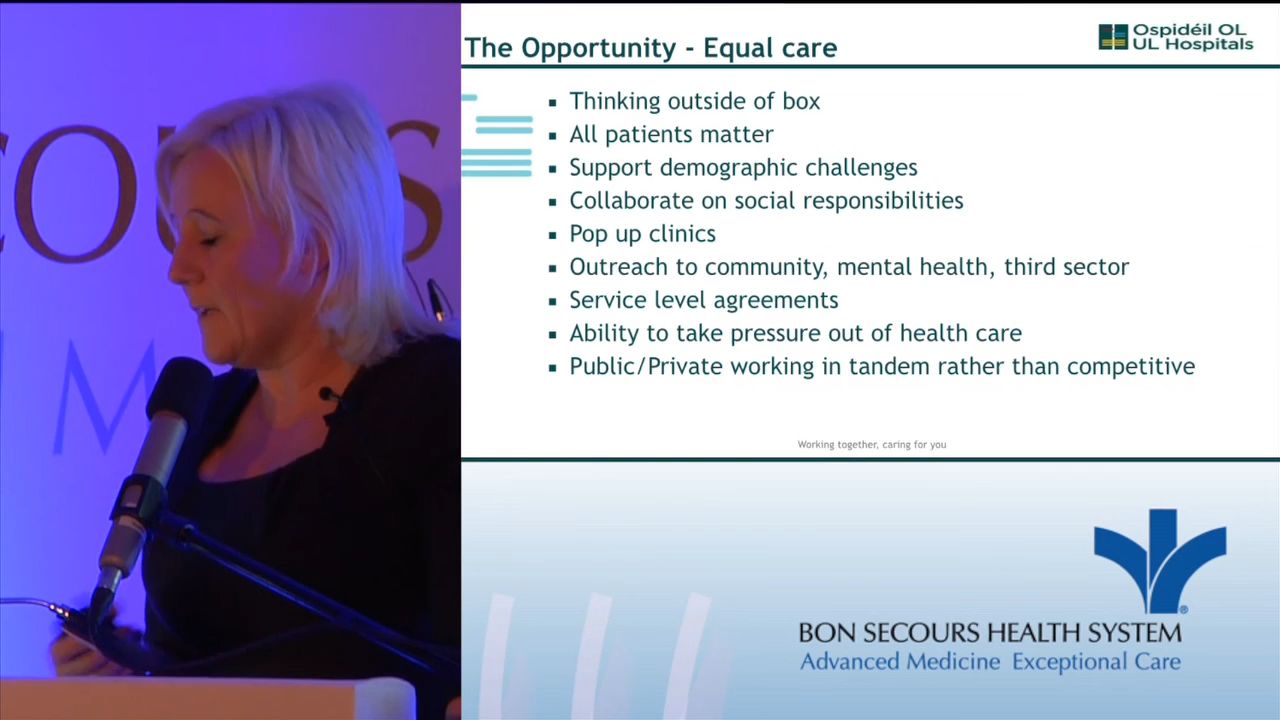 The Opportunity - Equal care
Ospidéil OL
UL Hospitals
Thinking outside of box
All patients matter
Support demographic challenges
Collaborate on social responsibilities
Pop up clinics
Outreach to community, mental health, third sector
Service level agreements
Ability to take pressure out of health care
Public/Private working in tandem rather than competitive
Working together, caring for you
BON SECOURS HEALTH SYSTEM
Advanced Medicine Exceptional Care